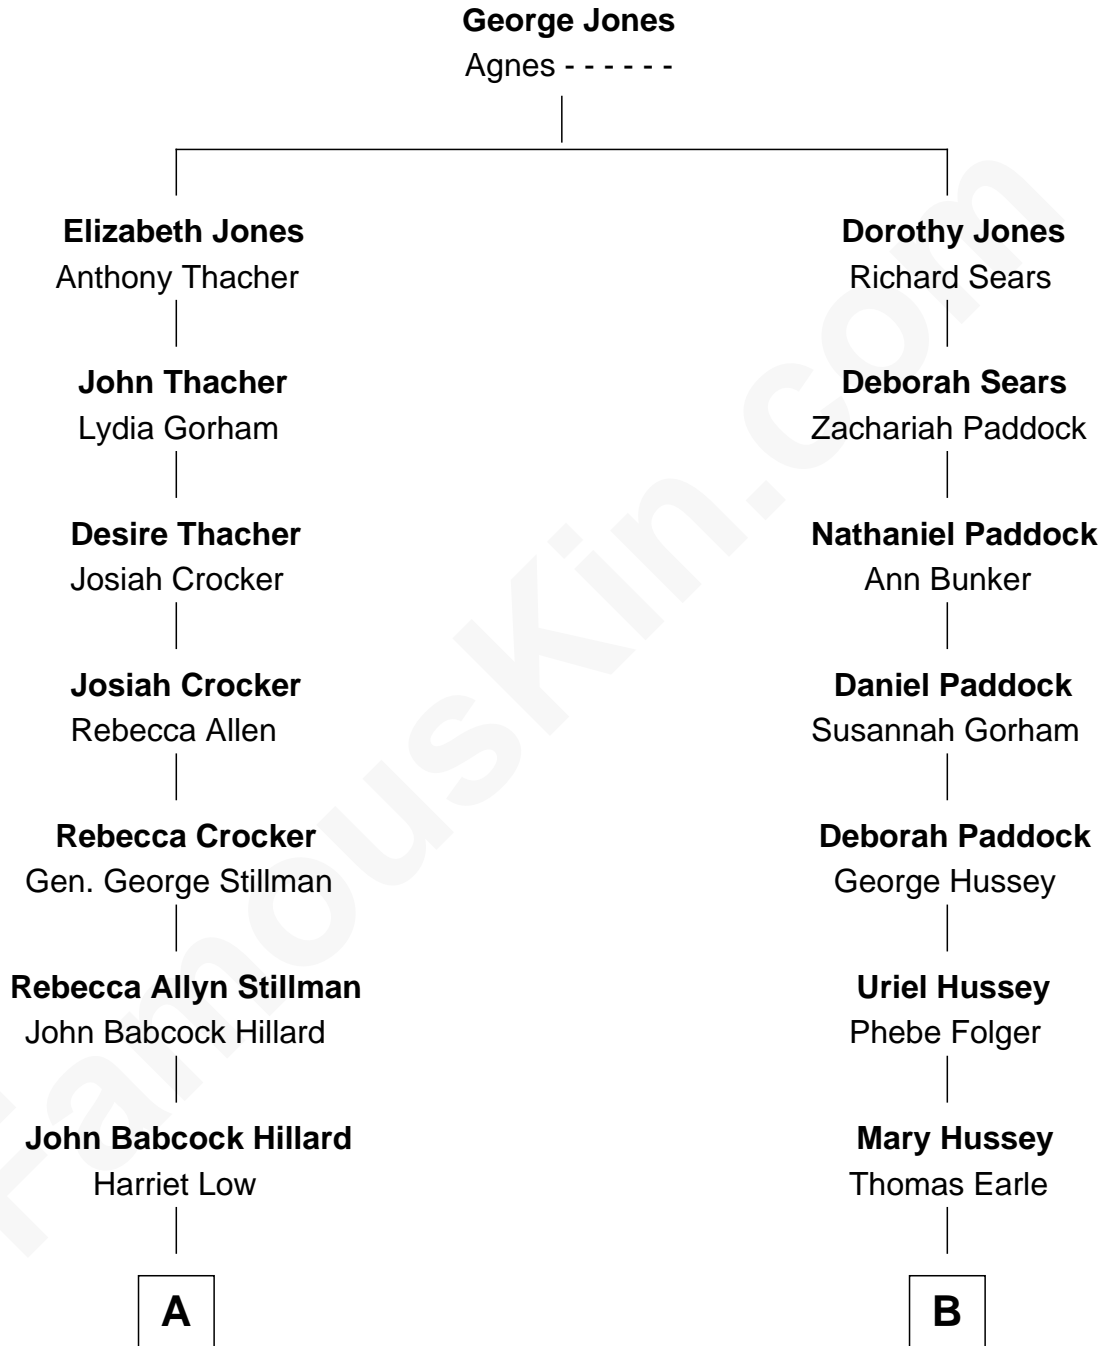 George Jones
Agnes - - - - - -
Elizabeth Jones
Anthony Thacher
Dorothy Jones
Richard Sears
John Thacher
Lydia Gorham
Deborah Sears
Zachariah Paddock
Desire Thacher
Josiah Crocker
Nathaniel Paddock
Ann Bunker
Josiah Crocker
Rebecca Allen
Daniel Paddock
Susannah Gorham
Rebecca Crocker
Gen. George Stillman
Deborah Paddock
George Hussey
Rebecca Allyn Stillman
John Babcock Hillard
Uriel Hussey
Phebe Folger
John Babcock Hillard
Harriet Low
Mary Hussey
Thomas Earle
A
B
FamousKin.com